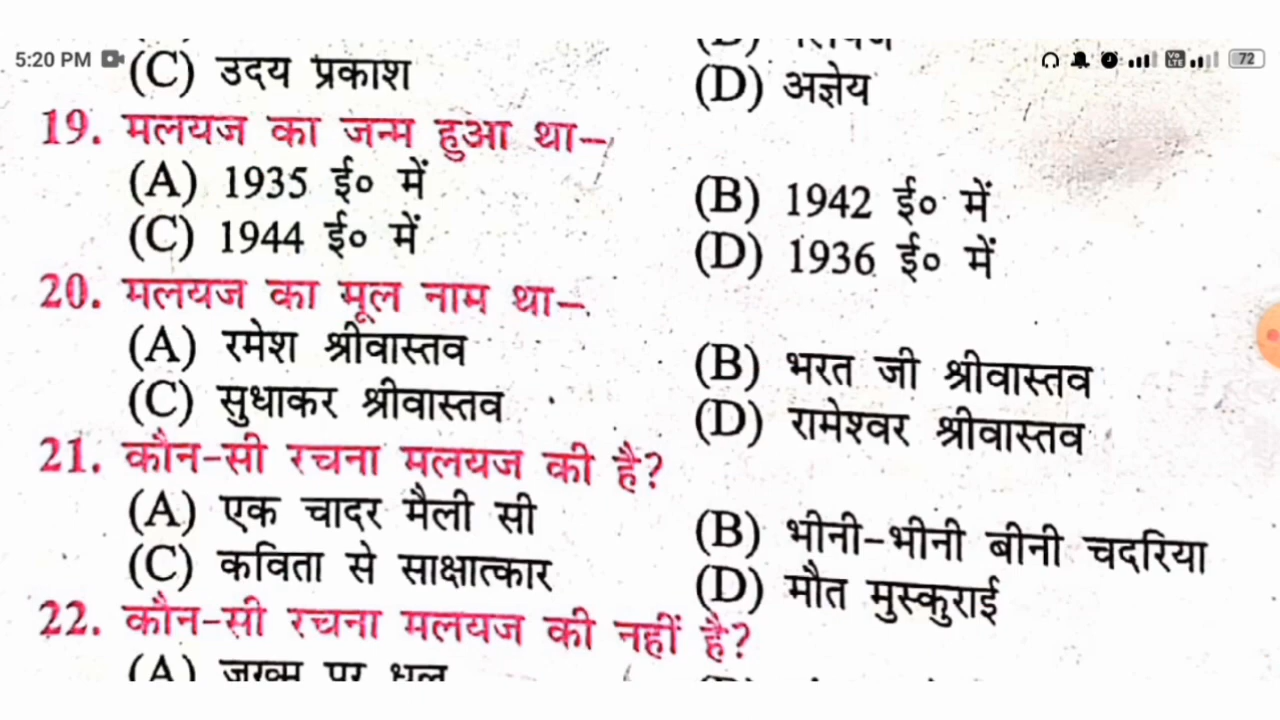 5:20 PM
72
(C) उदय प्रकाश
(D) अज्ञेय
19. मलयज का जन्म हुआ था–
(A) 1935 ई० में
(B) 1942 ई० में
(C) 1944 ई० में
(D) 1936 ई० में
20. मलयज का मूल नाम था–
(A) रमेश श्रीवास्तव
(B) भरत जी श्रीवास्तव
(C) सुधाकर श्रीवास्तव
(D) रामेश्वर श्रीवास्तव
21. कौन-सी रचना मलयज की है?
(A) एक चादर मैली सी
(B) भीनी-भीनी बीनी चदरिया
(C) कविता से साक्षात्कार
(D) मौत मुस्कुराई
22. कौन-सी रचना मलयज की नहीं है?
(A) जख्म पर धूल